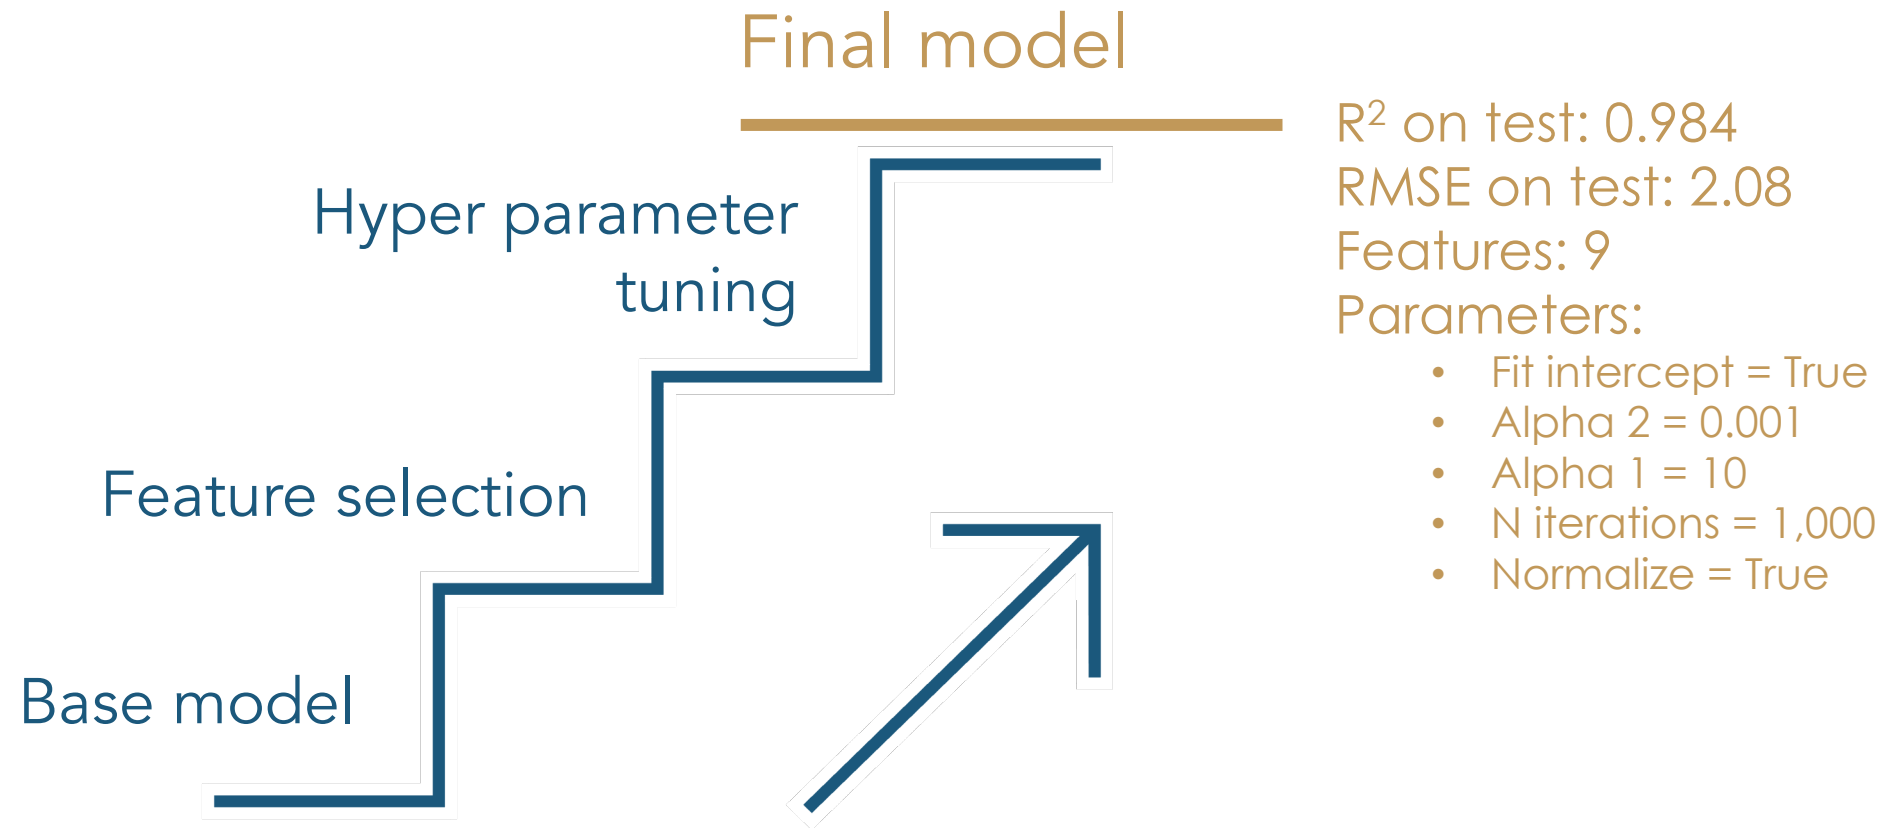 Final model
R² on test: 0.984
RMSE on test: 2.08
Features: 9
Parameters:
• Fit intercept = True
• Alpha 2 = 0.001
• Alpha 1 = 10
• N iterations = 1,000
• Normalize = True
Hyper parameter
tuning
Feature selection
Base model